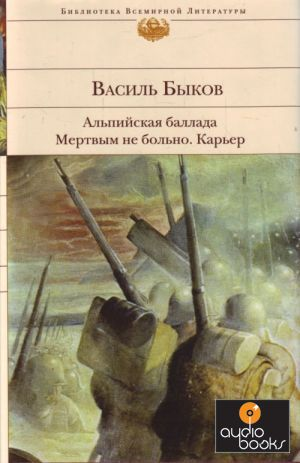 Библиотека Всемирной Литературы
Василь Быков
Альпийская баллада
Мертвым не больно. Карьер
audio
books